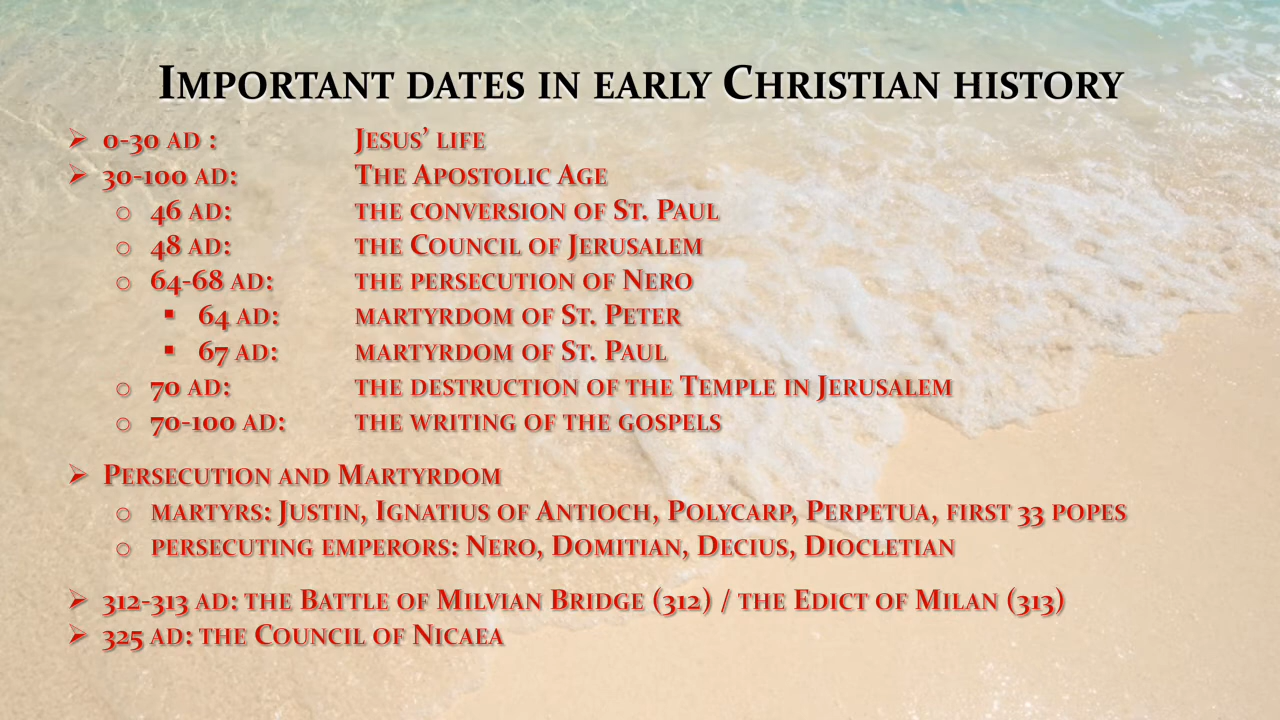 Important dates in early Christian history
➢ 0-30 AD : Jesus’ life
➢ 30-100 AD: The Apostolic Age
o 46 AD: the conversion of St. Paul
o 48 AD: the Council of Jerusalem
o 64-68 AD: the persecution of Nero
▪ 64 AD: martyrdom of St. Peter
▪ 67 AD: martyrdom of St. Paul
o 70 AD: the destruction of the Temple in Jerusalem
o 70-100 AD: the writing of the gospels
➢ Persecution and Martyrdom
o martyrs: Justin, Ignatius of Antioch, Polycarp, Perpetua, first 33 popes
o persecuting emperors: Nero, Domitian, Decius, Diocletian
➢ 312-313 AD: the Battle of Milvian Bridge (312) / the Edict of Milan (313)
➢ 325 AD: the Council of Nicaea